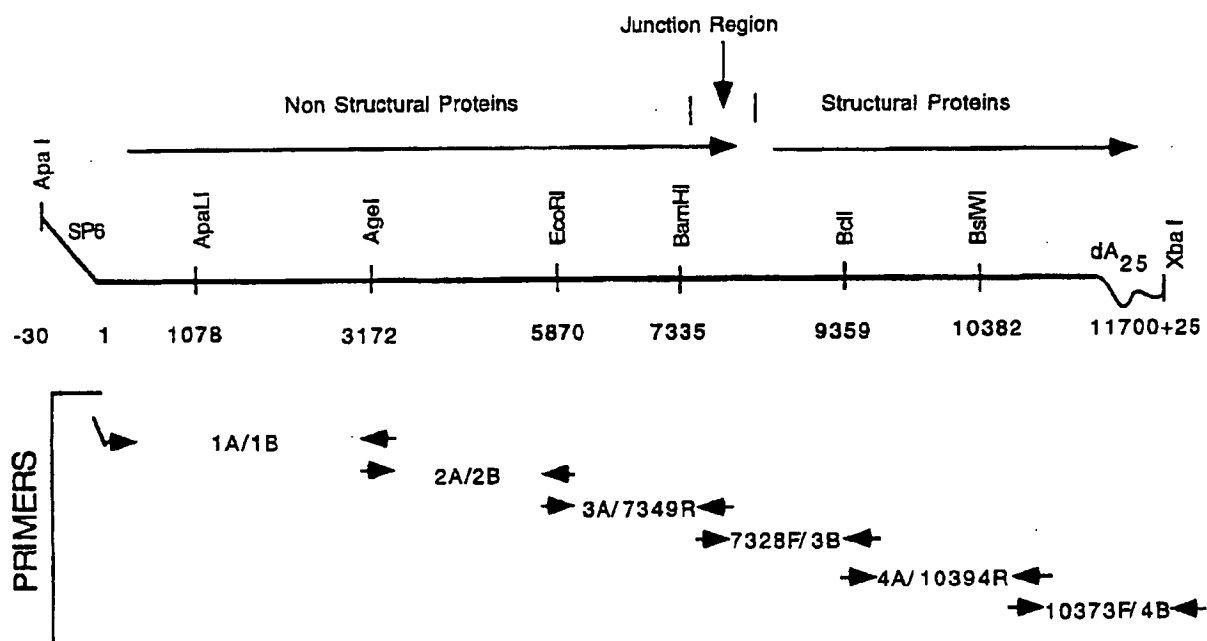 Junction Region
Non Structural Proteins
Structural Proteins
Apa I
SP6
ApaLI
AgeI
EcoRI
BamHI
BclI
BslWI
dA25
Xba I
-30 1 1078 3172 5870 7335 9359 10382 11700+25
PRIMERS
1A/1B
2A/2B
3A/7349R
7328F/3B
4A/10394R
10373F/4B